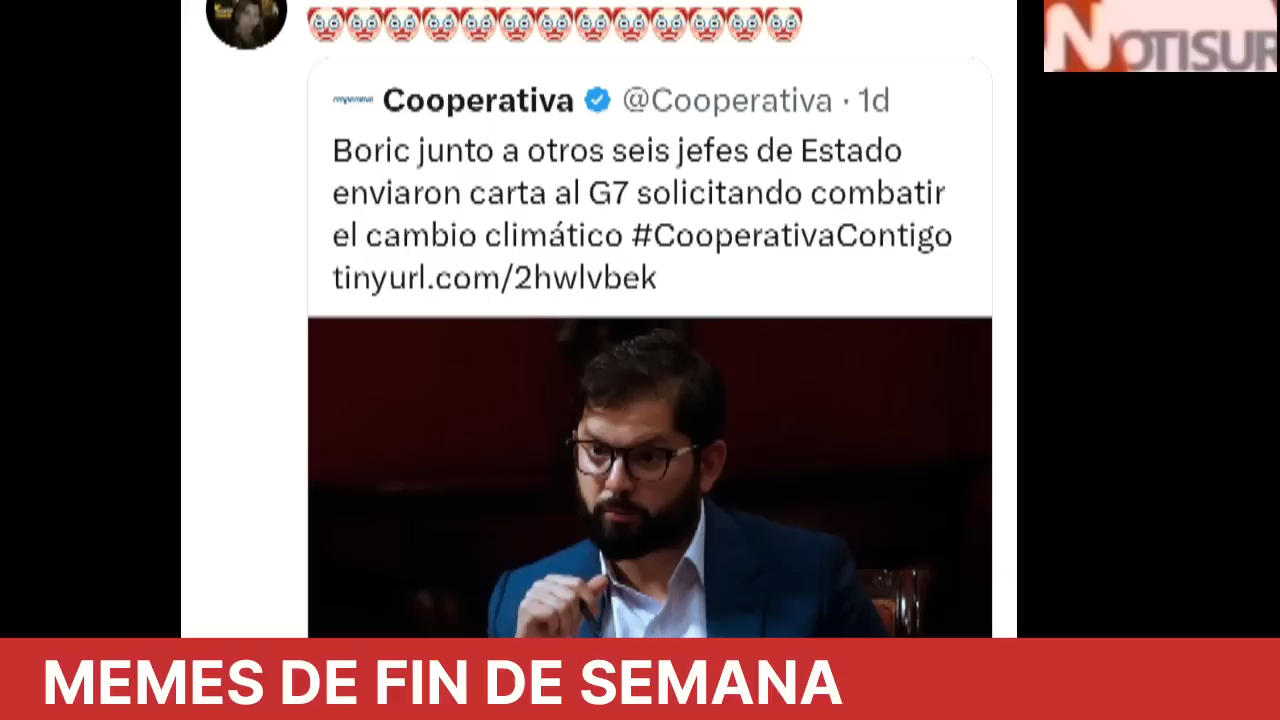 NOTISUR
cooperativa Cooperativa @Cooperativa · 1d
Boric junto a otros seis jefes de Estado
enviaron carta al G7 solicitando combatir
el cambio climático #CooperativaContigo
tinyurl.com/2hwlvbek
MEMES DE FIN DE SEMANA